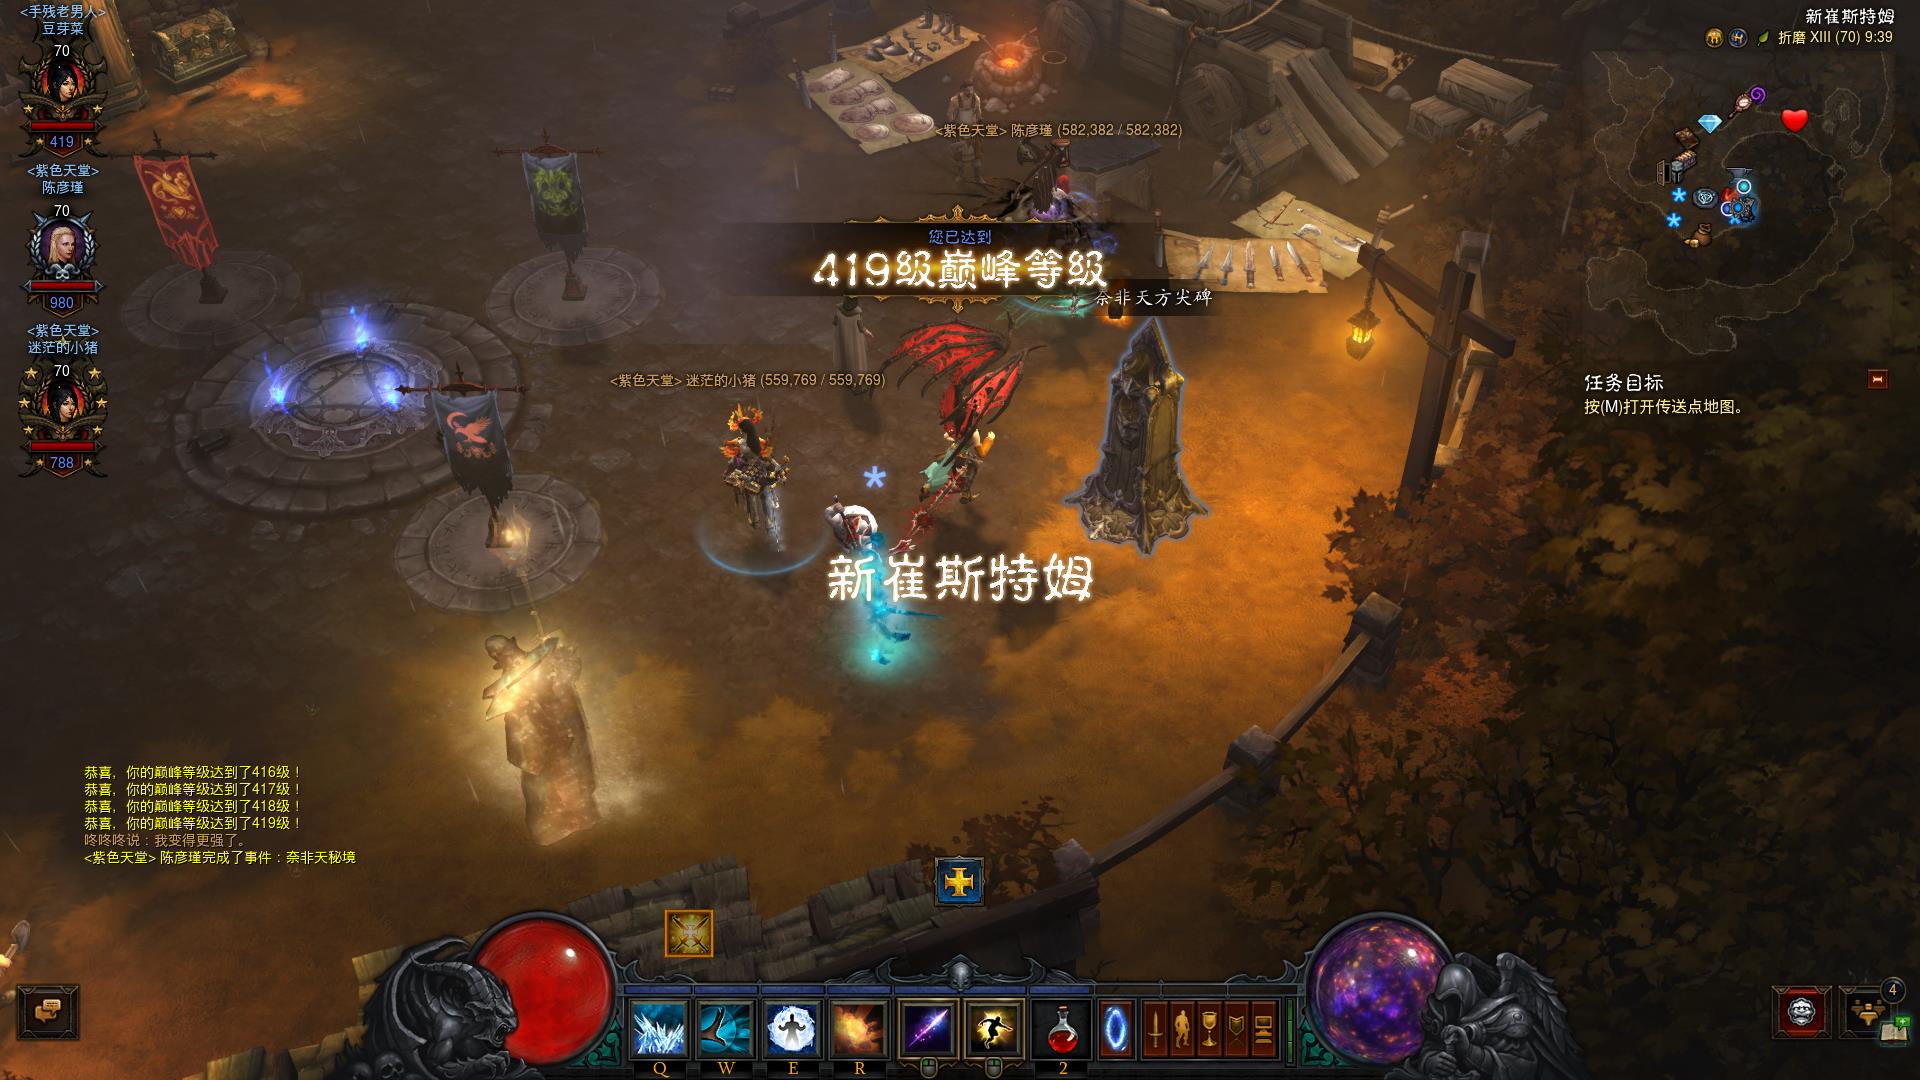 <手残老男人>
豆芽菜
70
419
<紫色天堂>
陈彦瑾
70
980
<紫色天堂>
迷茫的小猪
70
788
新崔斯特姆
折磨 XIII (70) 9:39
<紫色天堂> 陈彦瑾 (582,382 / 582,382)
您已达到
419级巅峰等级
奈非天方尖碑
<紫色天堂> 迷茫的小猪 (559,769 / 559,769)
任务目标
按(M)打开传送点地图。
新崔斯特姆
恭喜，你的巅峰等级达到了416级！
恭喜，你的巅峰等级达到了417级！
恭喜，你的巅峰等级达到了418级！
恭喜，你的巅峰等级达到了419级！
咚咚咚说：我变得更强了。
<紫色天堂> 陈彦瑾完成了事件：奈非天秘境
4
Q W E R 2